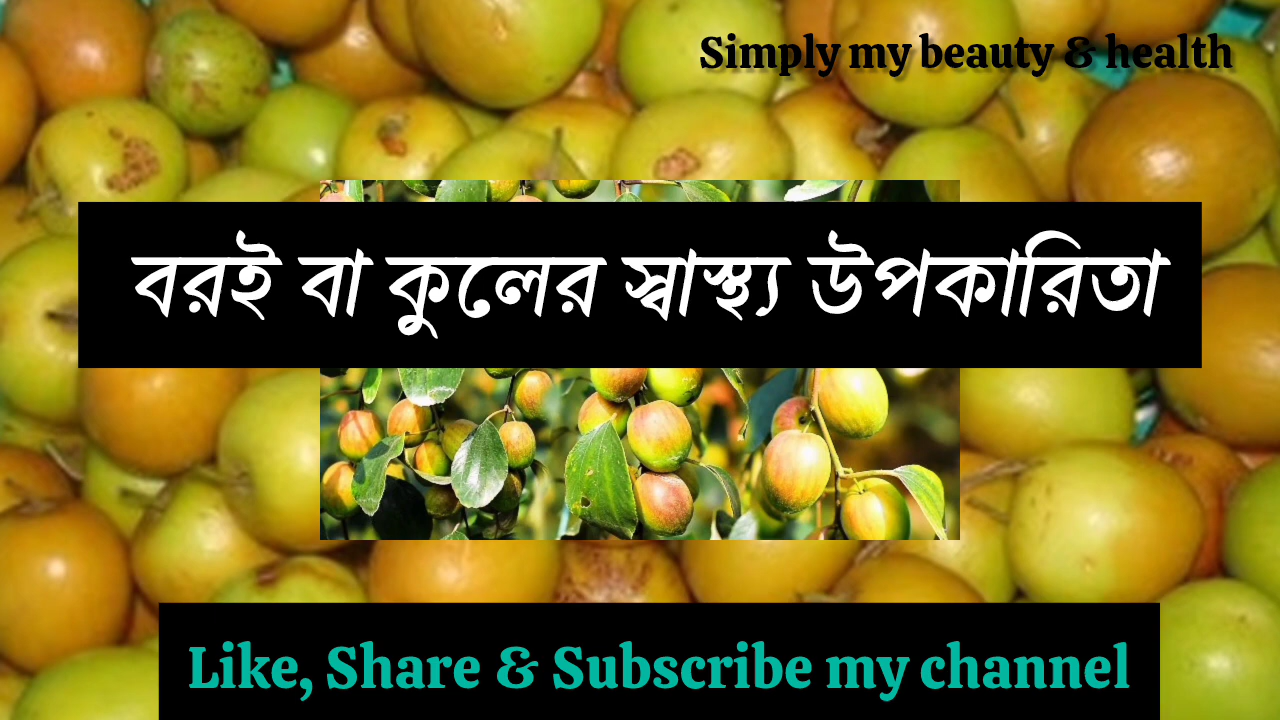 Simply my beauty & health
বরই বা কুলের স্বাস্থ্য উপকারিতা
Like, Share & Subscribe my channel